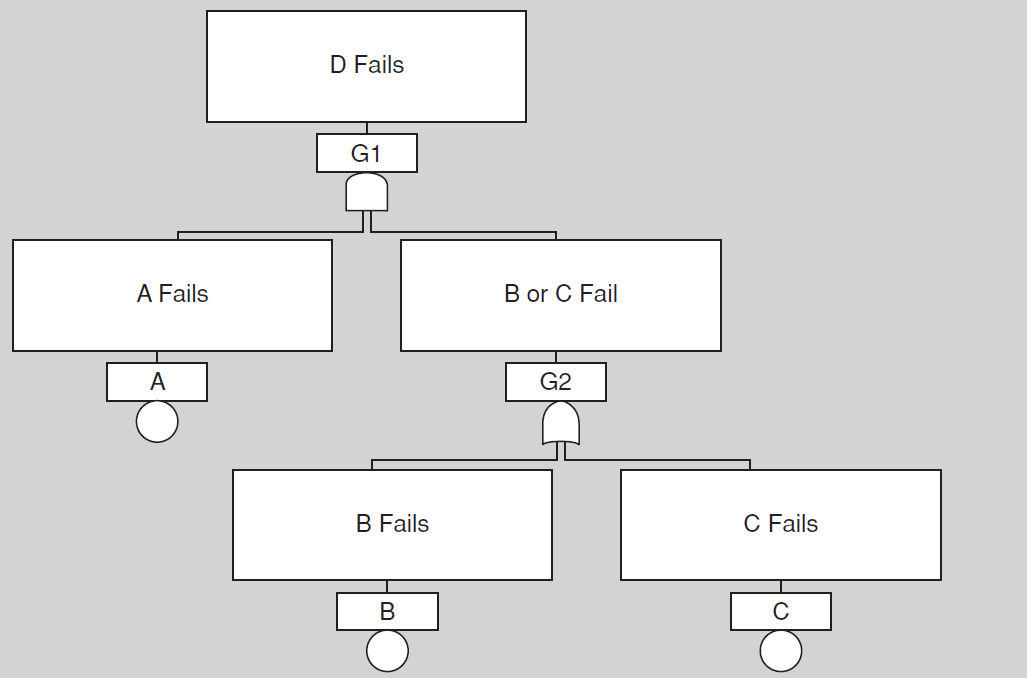 D Fails
G1
A Fails
B or C Fail
A
G2
B Fails
C Fails
B
C